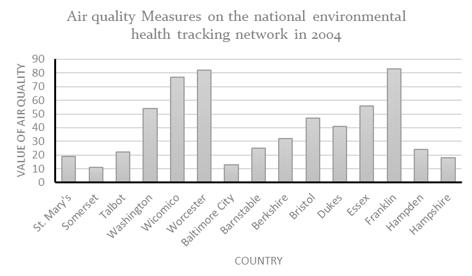 Air quality Measures on the national environmental
health tracking network in 2004
VALUE OF AIR QUALITY
90
80
70
60
50
40
30
20
10
0
St. Mary's
Somerset
Talbot
Washington
Wicomico
Worcester
Baltimore City
Barnstable
Berkshire
Bristol
Dukes
Essex
Franklin
Hampden
Hampshire
COUNTRY